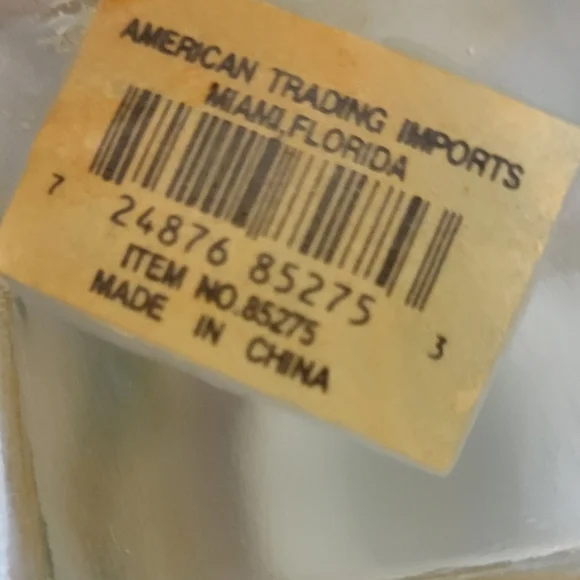 AMERICAN TRADING IMPORTS
MIAMI,FLORIDA
7 24876 85275 3
ITEM NO.85275
MADE IN CHINA